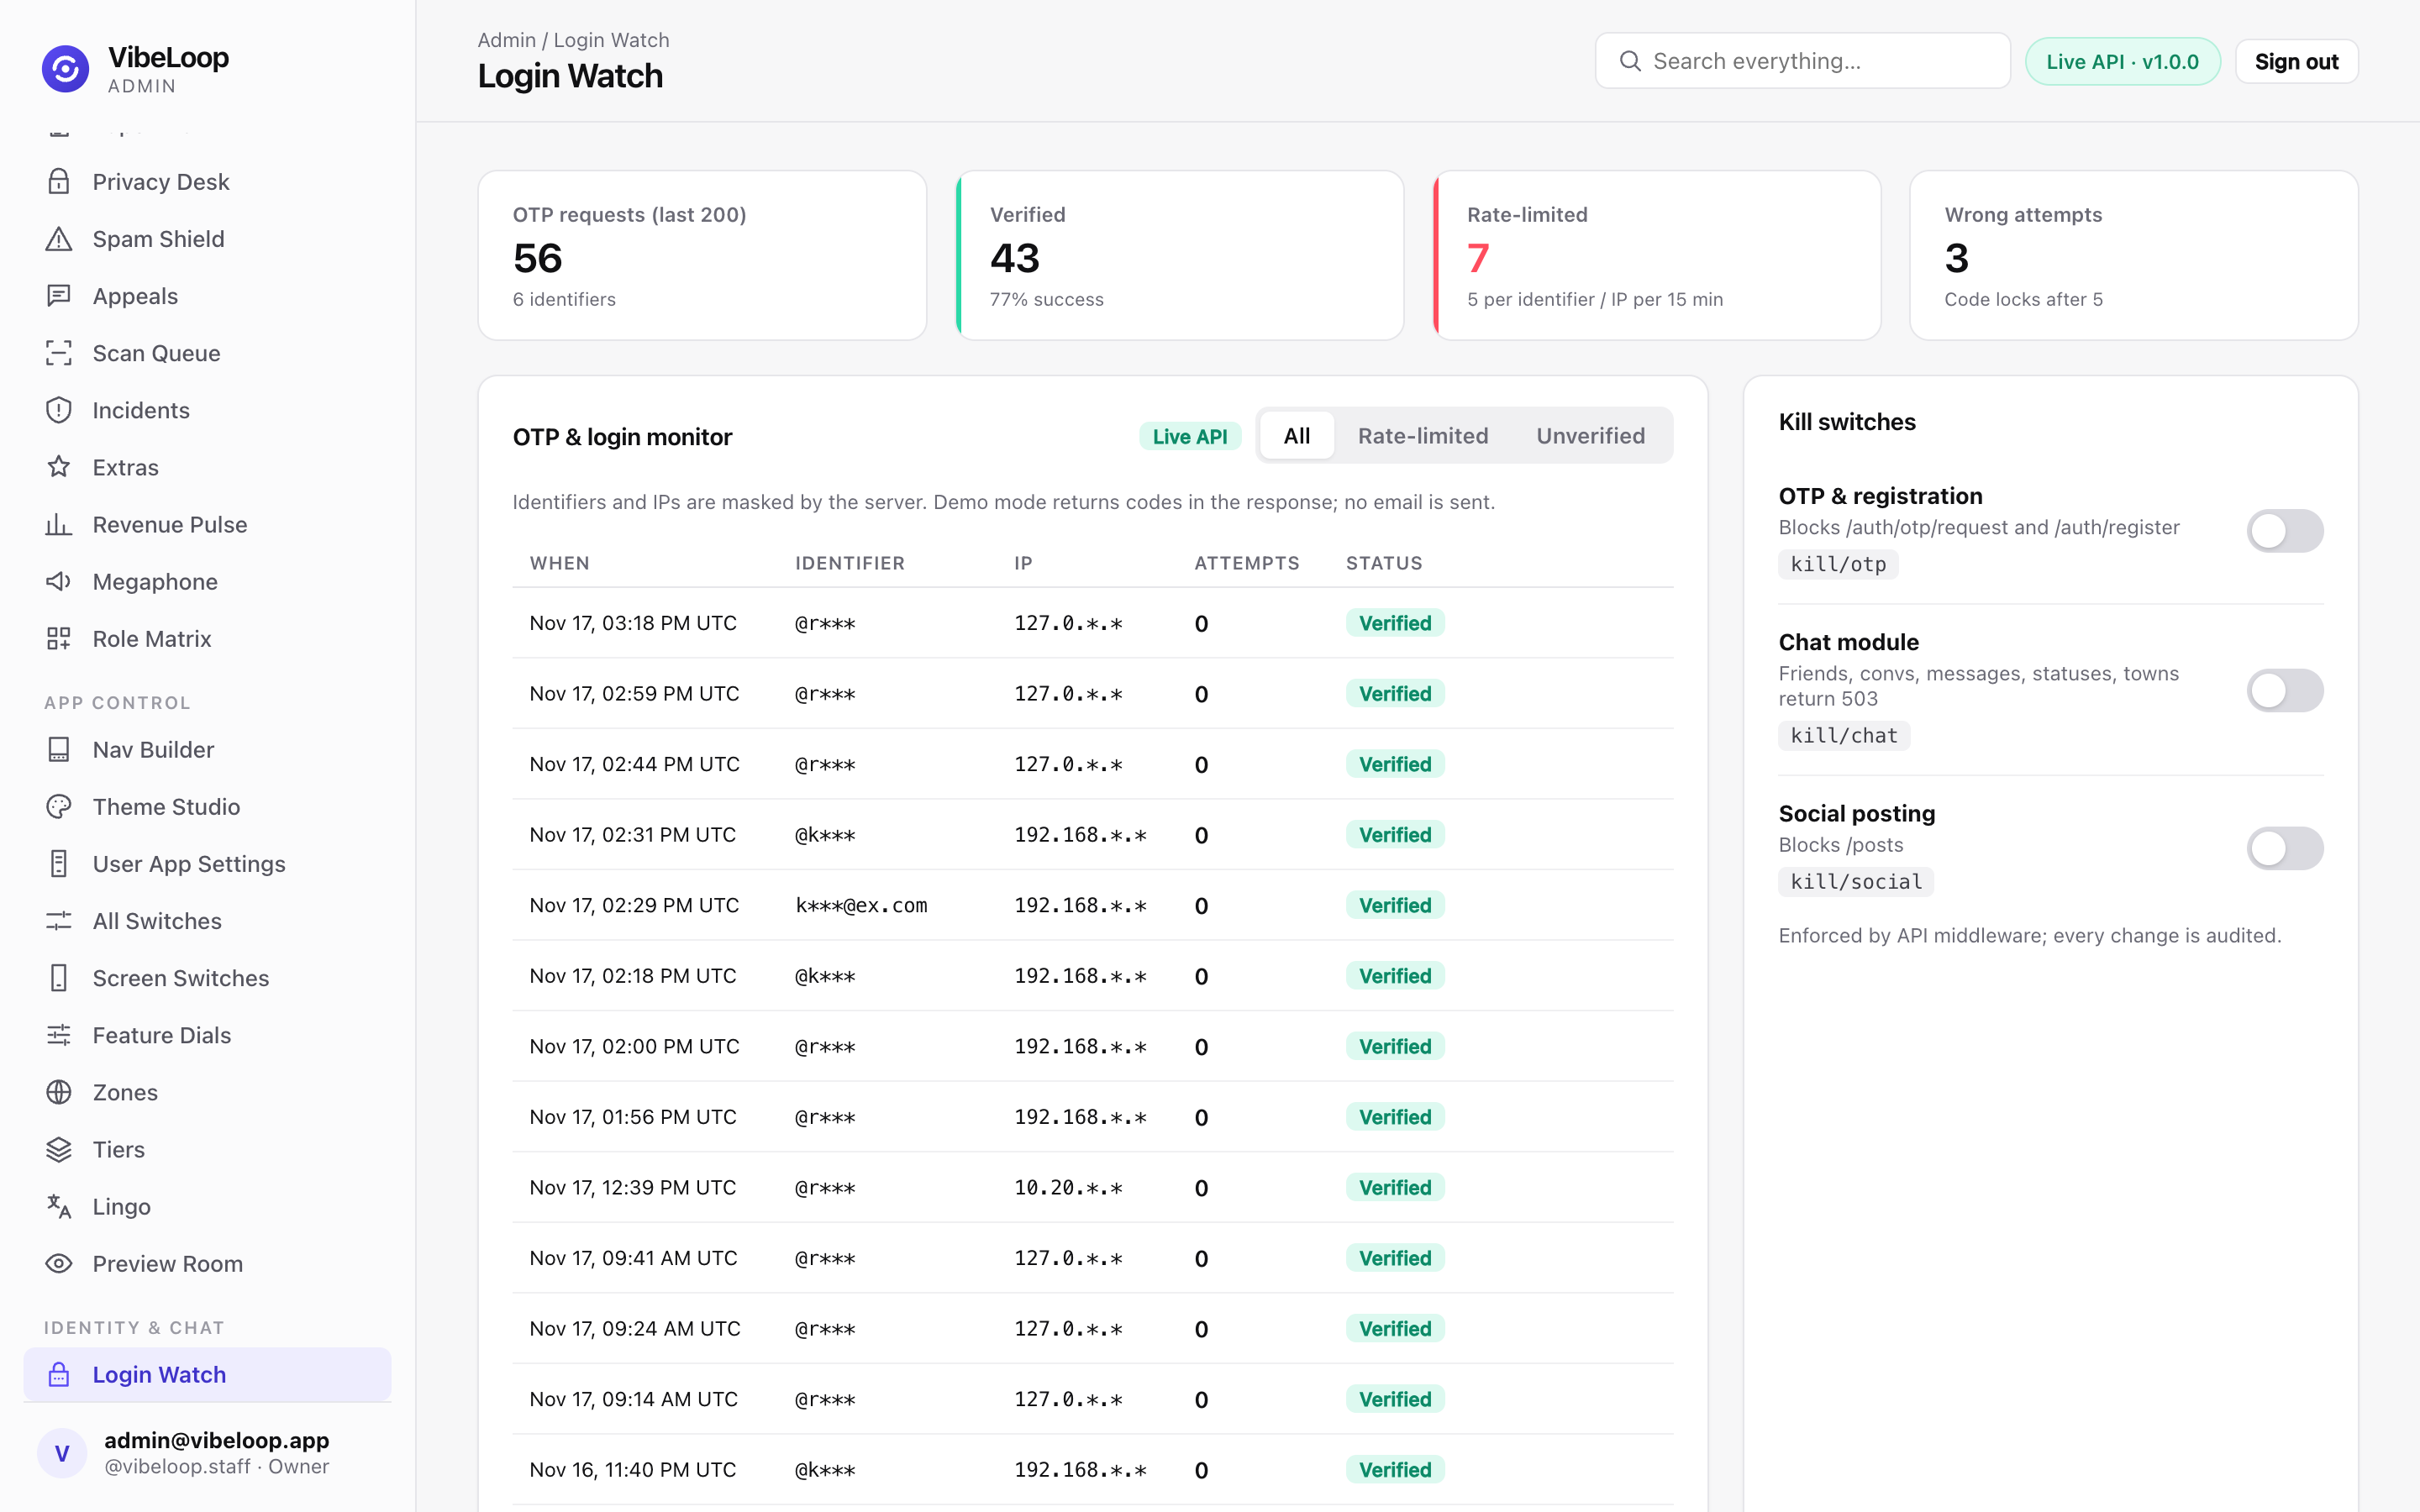 VibeLoop
ADMIN
Privacy Desk
Spam Shield
Appeals
Scan Queue
Incidents
Extras
Revenue Pulse
Megaphone
Role Matrix
APP CONTROL
Nav Builder
Theme Studio
User App Settings
All Switches
Screen Switches
Feature Dials
Zones
Tiers
Lingo
Preview Room
IDENTITY & CHAT
Login Watch
V
admin@vibeloop.app
@vibeloop.staff · Owner
Admin / Login Watch
Login Watch
Search everything...
Live API · v1.0.0
Sign out
OTP requests (last 200)
56
6 identifiers
Verified
43
77% success
Rate-limited
7
5 per identifier / IP per 15 min
Wrong attempts
3
Code locks after 5
OTP & login monitor
Live API
All
Rate-limited
Unverified
Identifiers and IPs are masked by the server. Demo mode returns codes in the response; no email is sent.
WHEN IDENTIFIER IP ATTEMPTS STATUS
Nov 17, 03:18 PM UTC @r*** 127.0.*.* 0 Verified
Nov 17, 02:59 PM UTC @r*** 127.0.*.* 0 Verified
Nov 17, 02:44 PM UTC @r*** 127.0.*.* 0 Verified
Nov 17, 02:31 PM UTC @k*** 192.168.*.* 0 Verified
Nov 17, 02:29 PM UTC k***@ex.com 192.168.*.* 0 Verified
Nov 17, 02:18 PM UTC @k*** 192.168.*.* 0 Verified
Nov 17, 02:00 PM UTC @r*** 192.168.*.* 0 Verified
Nov 17, 01:56 PM UTC @r*** 192.168.*.* 0 Verified
Nov 17, 12:39 PM UTC @r*** 10.20.*.* 0 Verified
Nov 17, 09:41 AM UTC @r*** 127.0.*.* 0 Verified
Nov 17, 09:24 AM UTC @r*** 127.0.*.* 0 Verified
Nov 17, 09:14 AM UTC @r*** 127.0.*.* 0 Verified
Nov 16, 11:40 PM UTC @k*** 192.168.*.* 0 Verified
Kill switches
OTP & registration
Blocks /auth/otp/request and /auth/register
kill/otp
Chat module
Friends, convs, messages, statuses, towns
return 503
kill/chat
Social posting
Blocks /posts
kill/social
Enforced by API middleware; every change is audited.